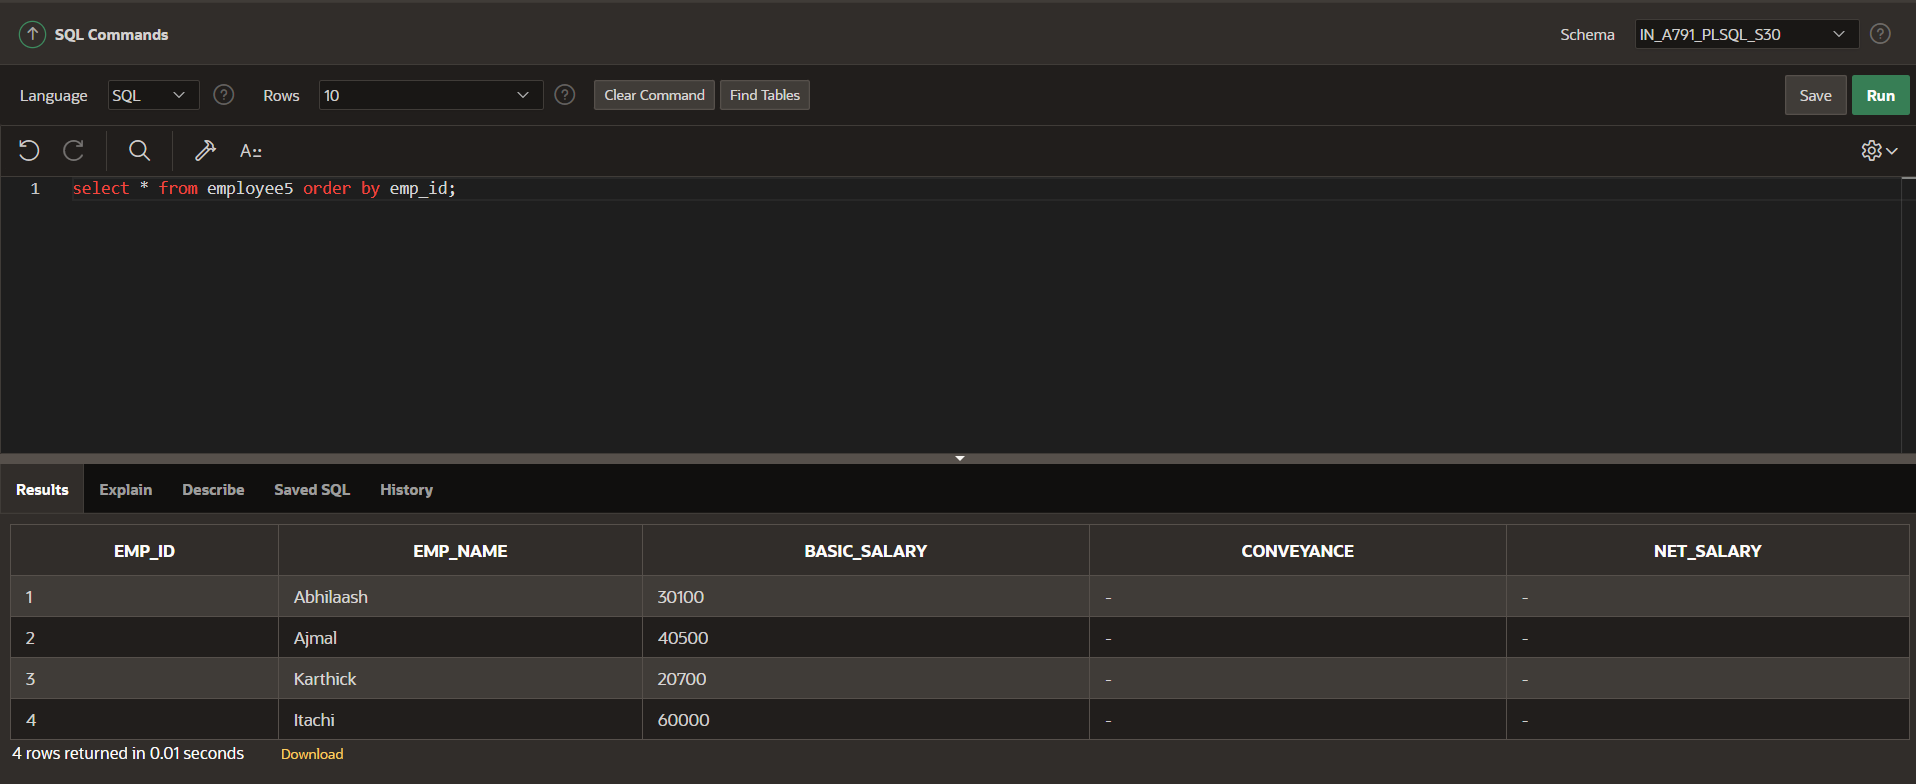 SQL Commands Schema IN_A791_PLSQL_S30 ?
Language SQL ? Rows 10 ? Clear Command Find Tables Save Run
A
1 select * from employee5 order by emp_id;
Results Explain Describe Saved SQL History
EMP_ID EMP_NAME BASIC_SALARY CONVEYANCE NET_SALARY
1 Abhilaash 30100 - -
2 Ajmal 40500 - -
3 Karthick 20700 - -
4 Itachi 60000 - -
4 rows returned in 0.01 seconds Download